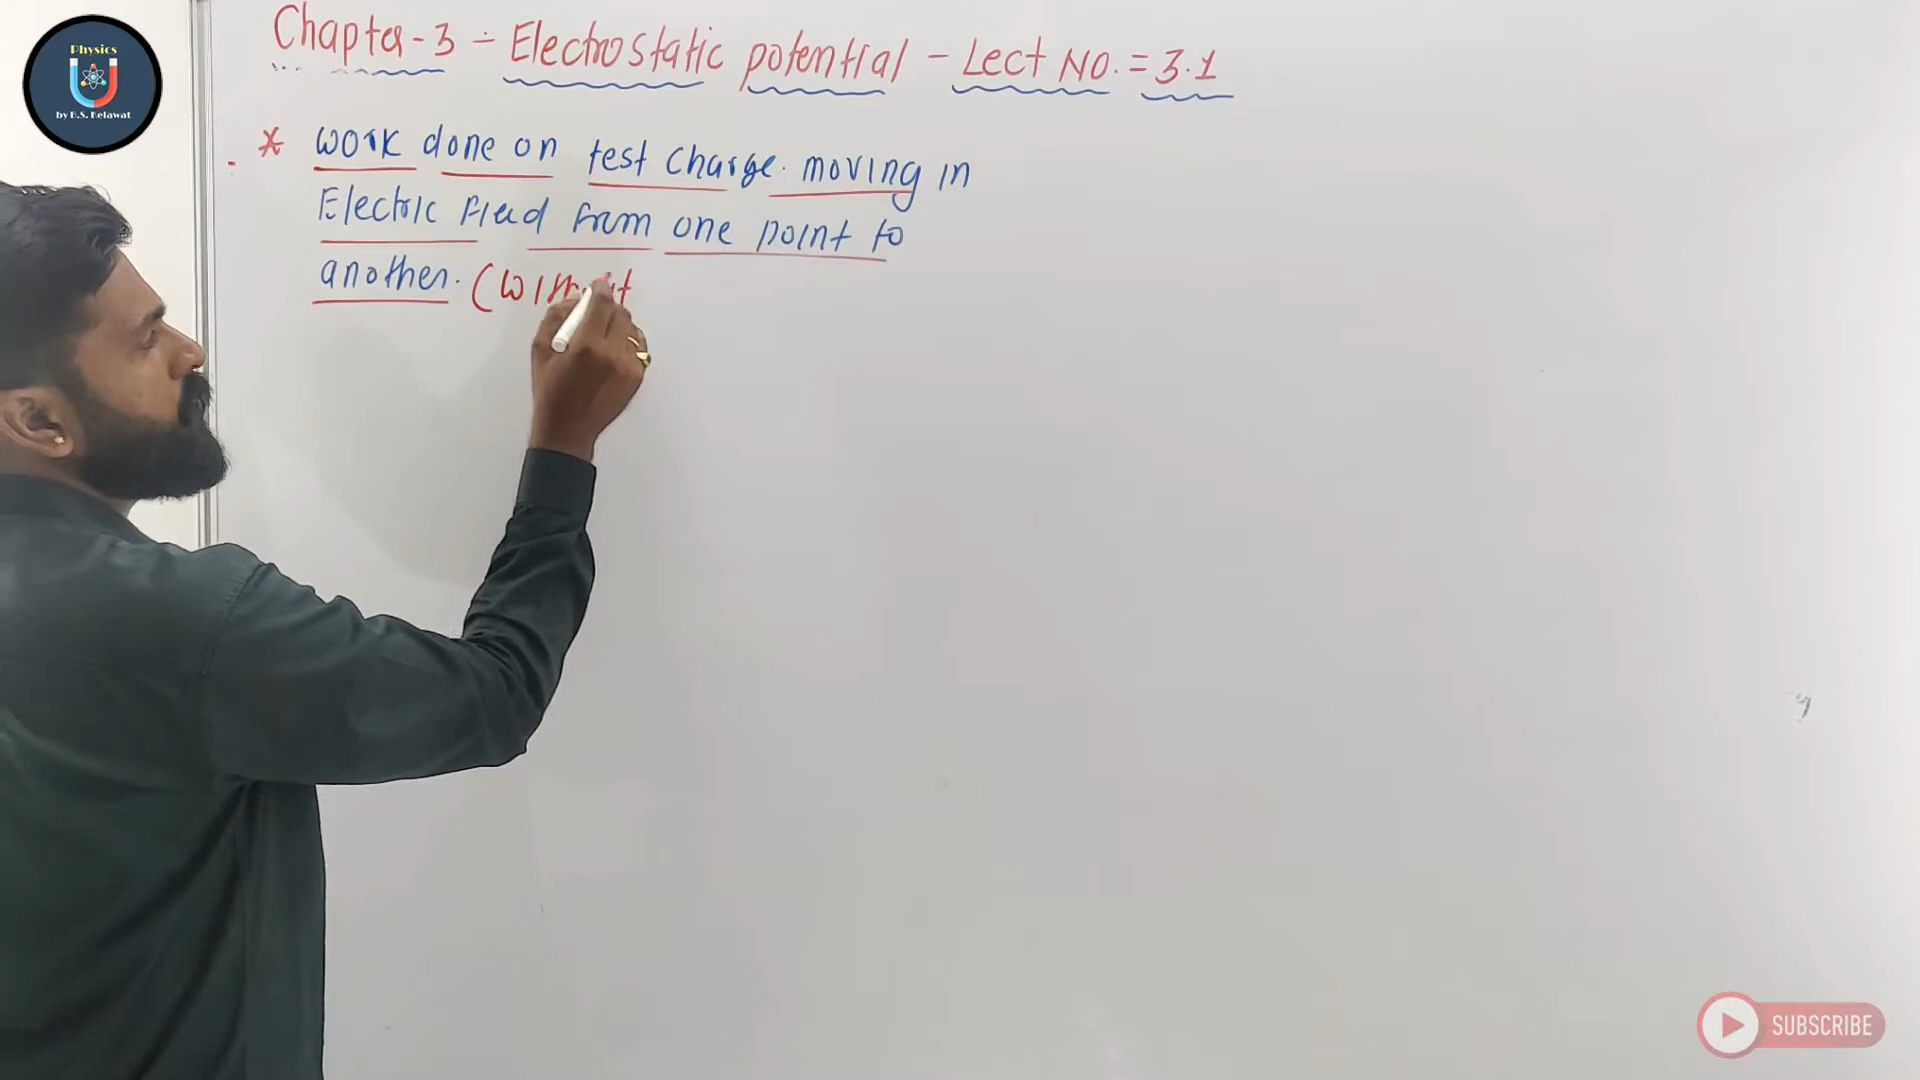 Physics
by B.S. Kelawat
Chapter-3 - Electrostatic potential - Lect No. = 3.1
* work done on test charge. moving in
Electric Field from one point to
another. (without
SUBSCRIBE